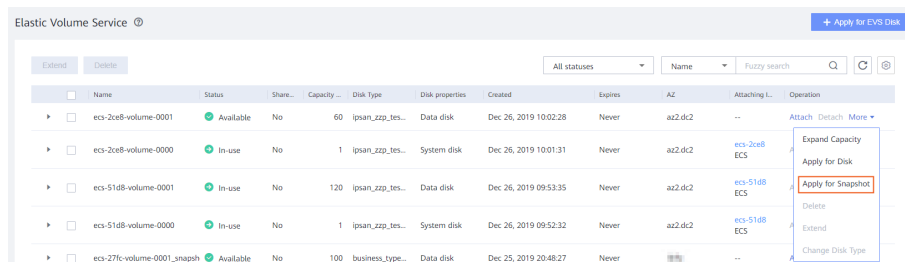 Elastic Volume Service
+ Apply for EVS Disk
Extend Delete All statuses Name Fuzzy search
Name Status Share... Capacity ... Disk Type Disk properties Created Expires AZ Attaching I... Operation
ecs-2ce8-volume-0001 Available No 60 ipsan_zzp_tes... Data disk Dec 26, 2019 10:02:28 Never az2.dc2 -- Attach Detach More
ecs-2ce8-volume-0000 In-use No 1 ipsan_zzp_tes... System disk Dec 26, 2019 10:01:31 Never az2.dc2 ecs-2ce8
ECS
ecs-51d8-volume-0001 In-use No 120 ipsan_zzp_tes... Data disk Dec 26, 2019 09:53:35 Never az2.dc2 ecs-51d8
ECS
ecs-51d8-volume-0000 In-use No 1 ipsan_zzp_tes... System disk Dec 26, 2019 09:52:32 Never az2.dc2 ecs-51d8
ECS
ecs-27fc-volume-0001_snapsh Available No 100 business_type... Data disk Dec 25, 2019 20:48:27 Never --
Expand Capacity
Apply for Disk
Apply for Snapshot
Delete
Extend
Change Disk Type